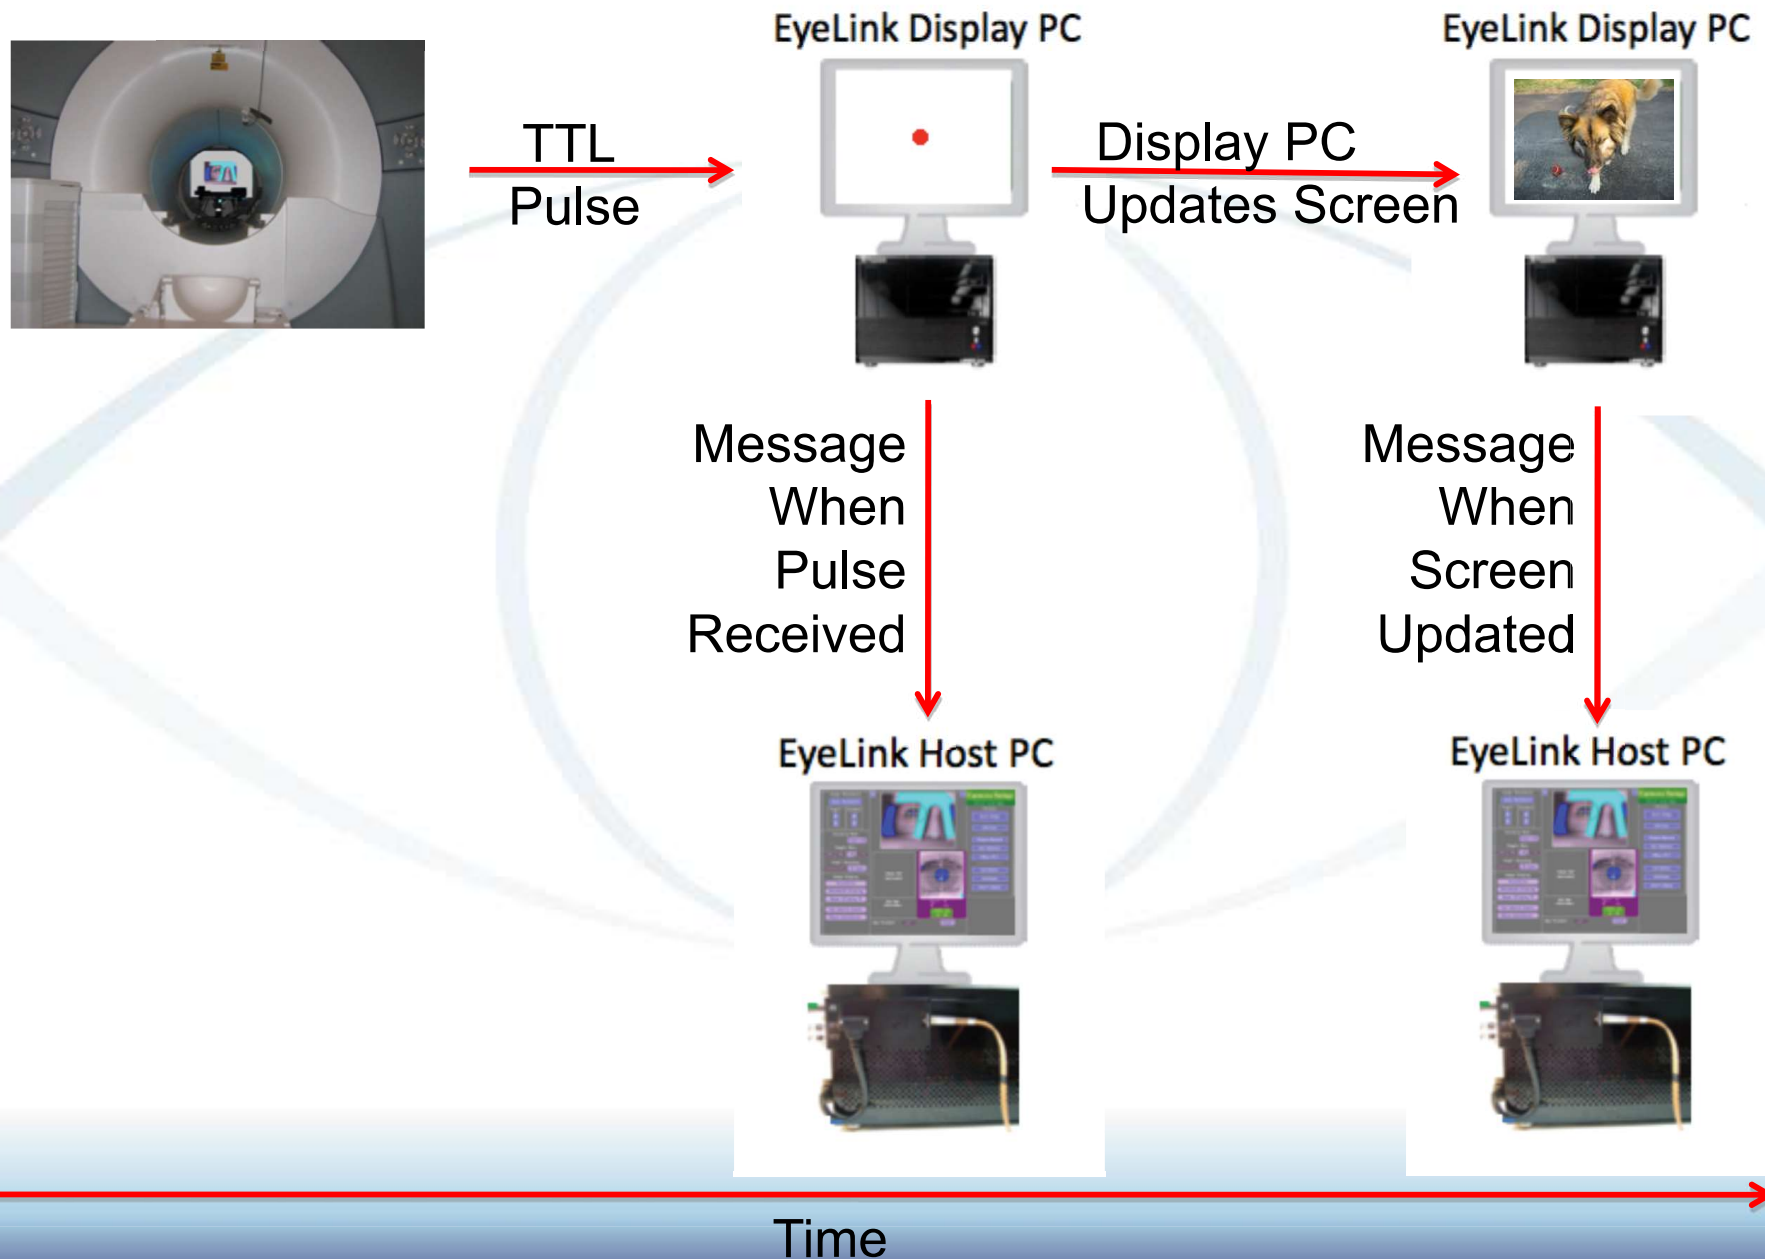 EyeLink Display PC
EyeLink Display PC
TTL
Pulse
Display PC
Updates Screen
Message
When
Pulse
Received
Message
When
Screen
Updated
EyeLink Host PC
EyeLink Host PC
Time